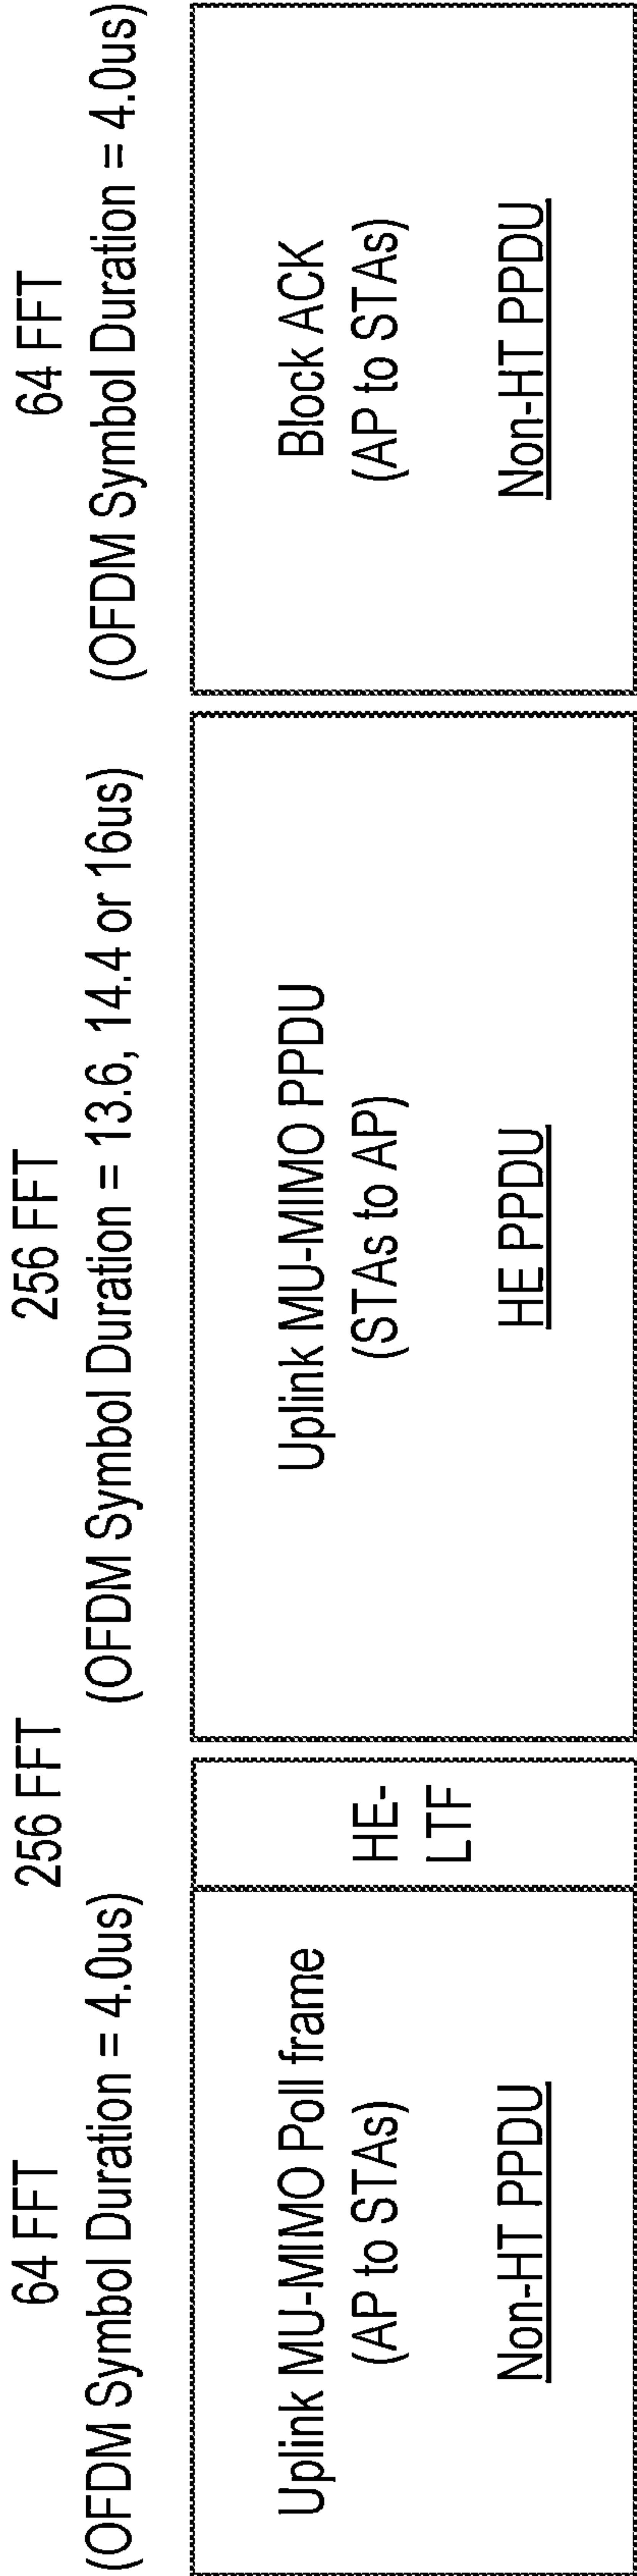 64 FFT
(OFDM Symbol Duration = 4.0us)
256 FFT
256 FFT
(OFDM Symbol Duration = 13.6, 14.4 or 16us)
64 FFT
(OFDM Symbol Duration = 4.0us)
Uplink MU-MIMO Poll frame
(AP to STAs)
Non-HT PPDU
HE-
LTF
Uplink MU-MIMO PPDU
(STAs to AP)
HE PPDU
Block ACK
(AP to STAs)
Non-HT PPDU